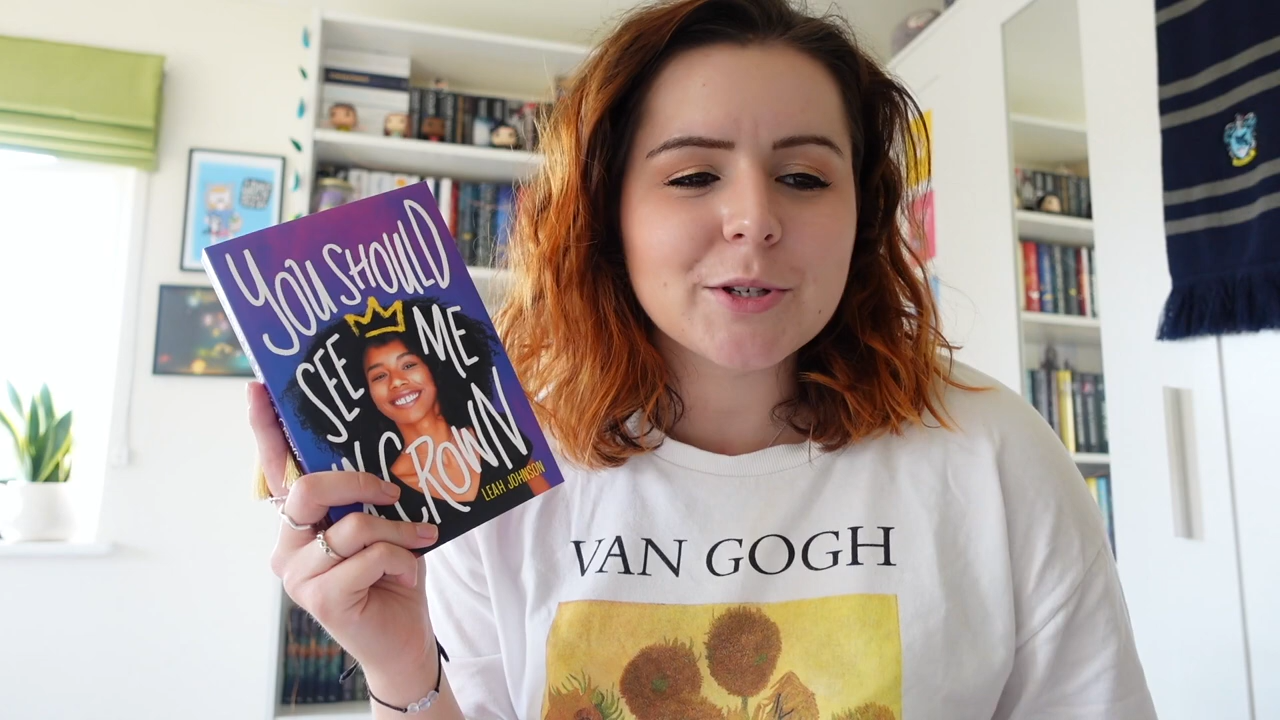 YOU SHOULD
SEE ME
IN A CROWN
LEAH JOHNSON
VAN GOGH